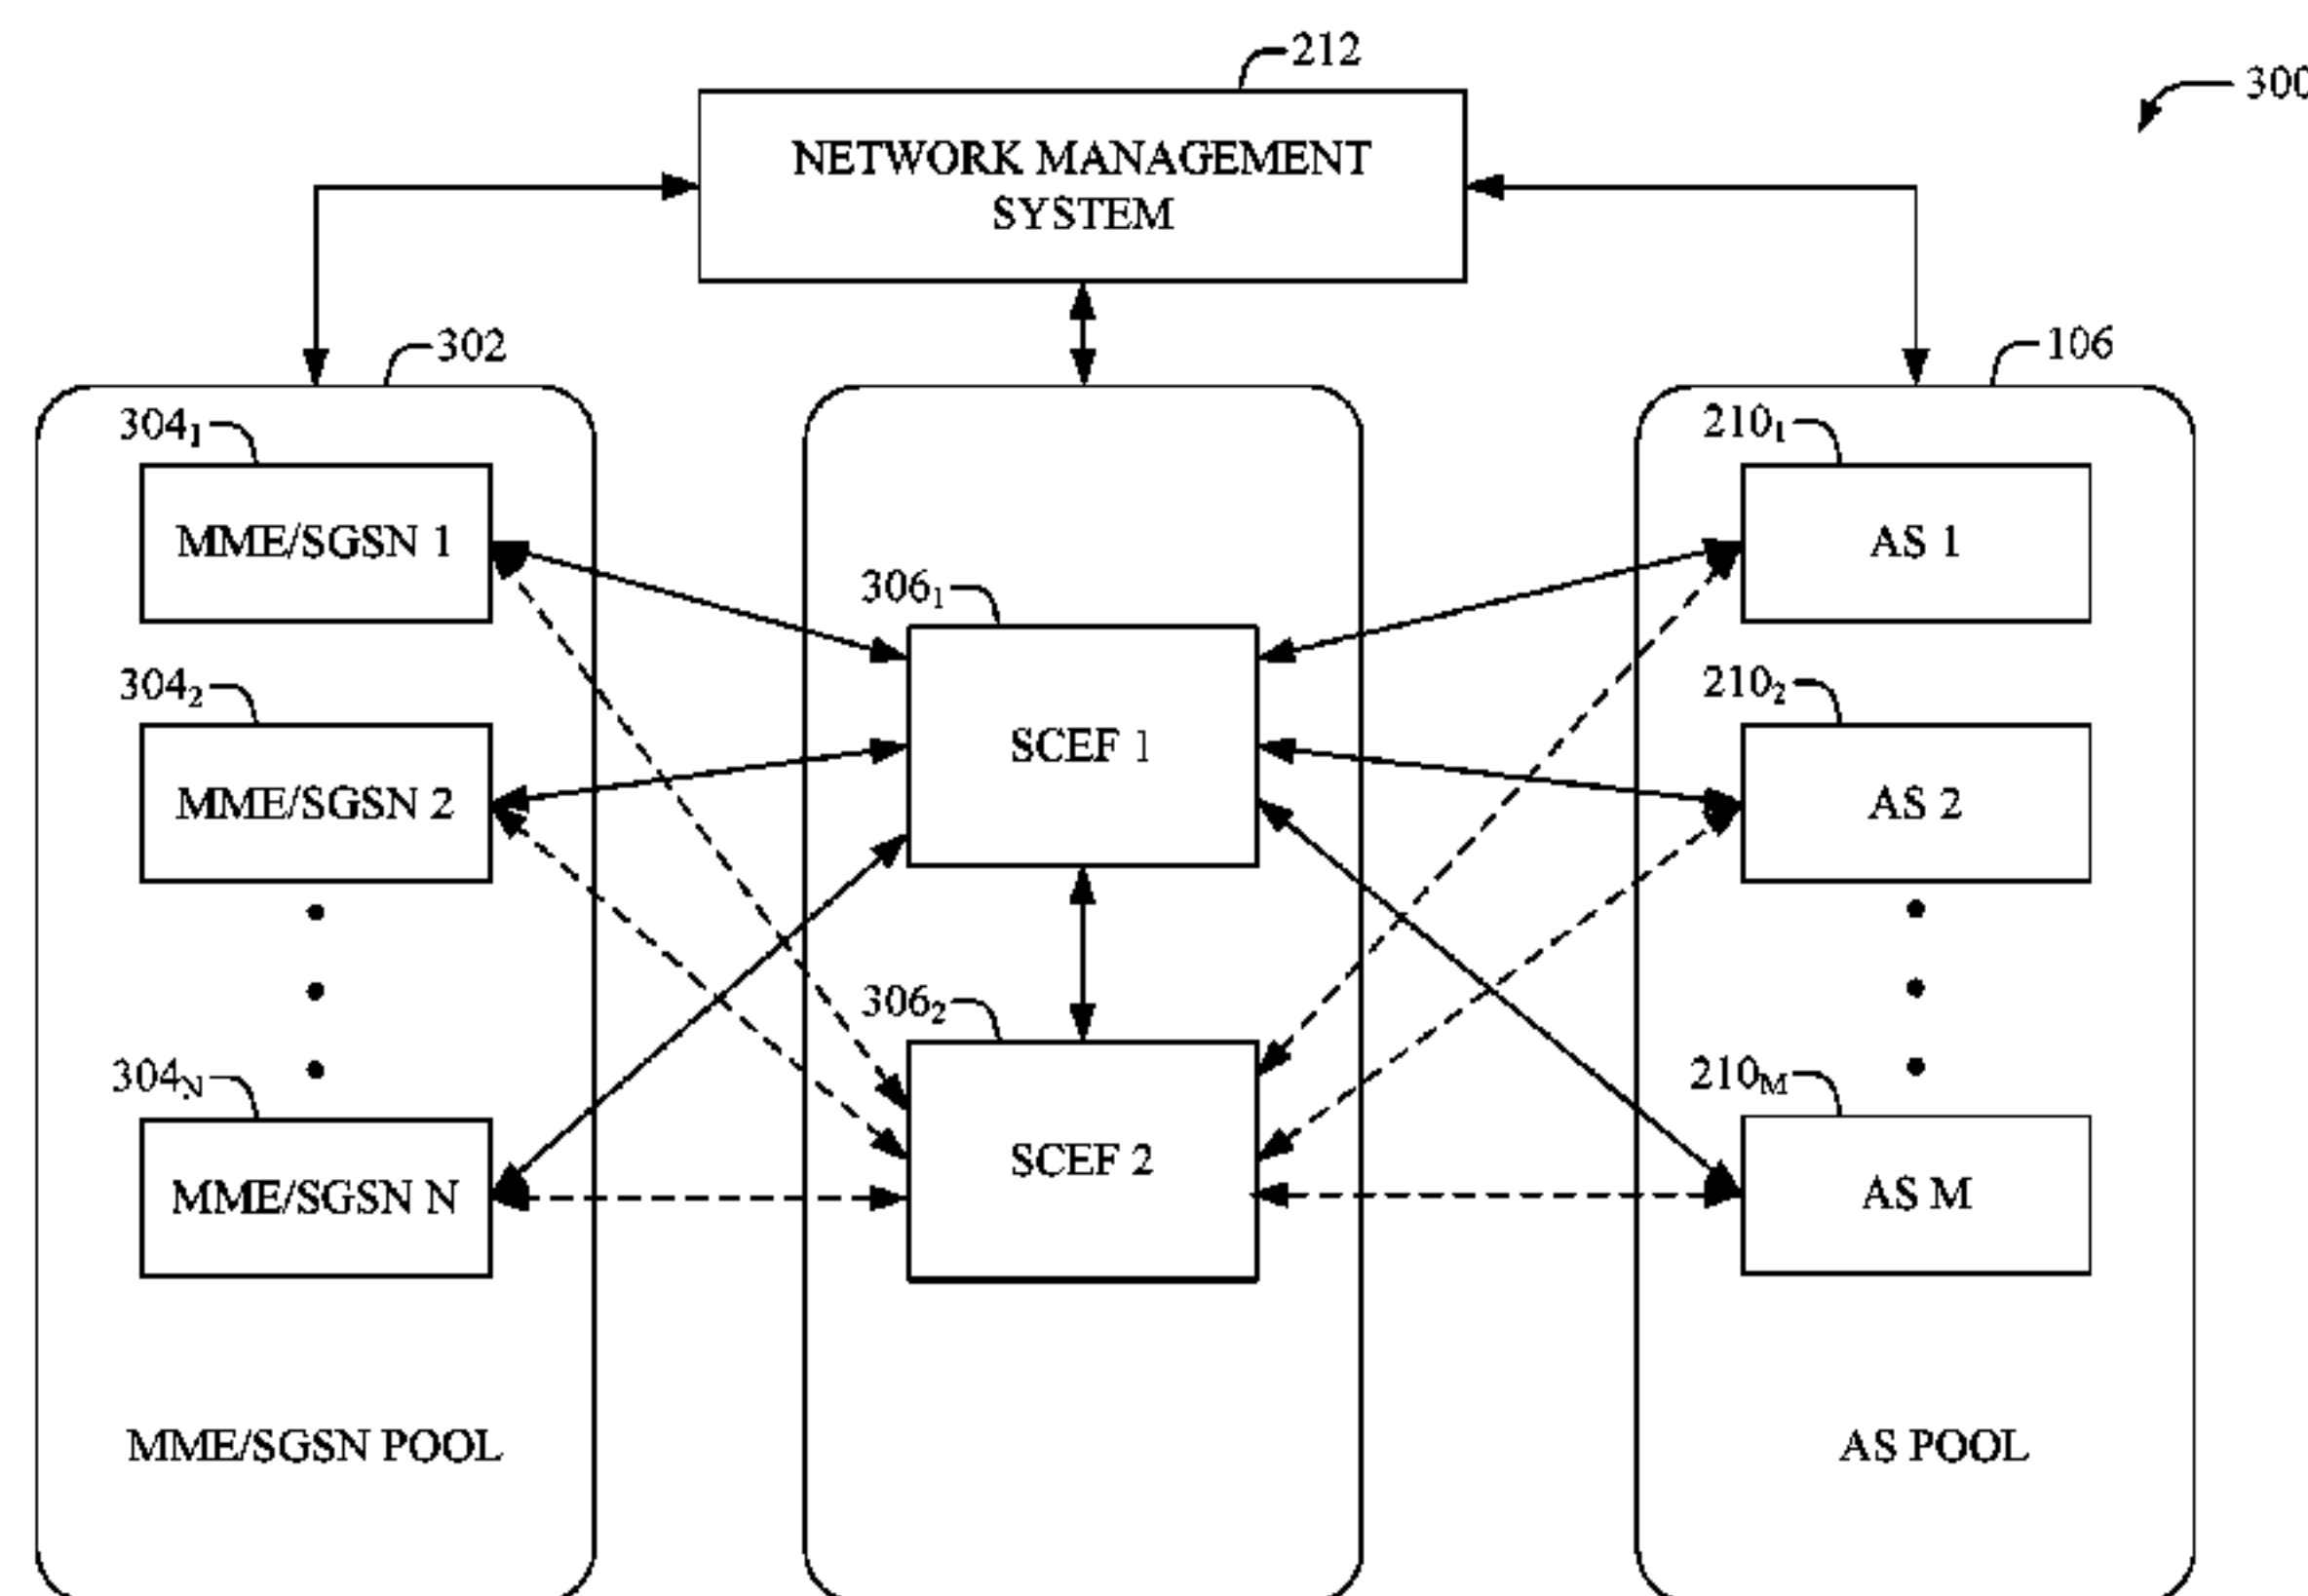 212
300
NETWORK MANAGEMENT
SYSTEM
302
106
304₁
210₁
MME/SGSN 1
AS 1
306₁
304₂
210₂
SCEF 1
MME/SGSN 2
AS 2
306₂
304N
210M
SCEF 2
MME/SGSN N
AS M
MME/SGSN POOL
AS POOL